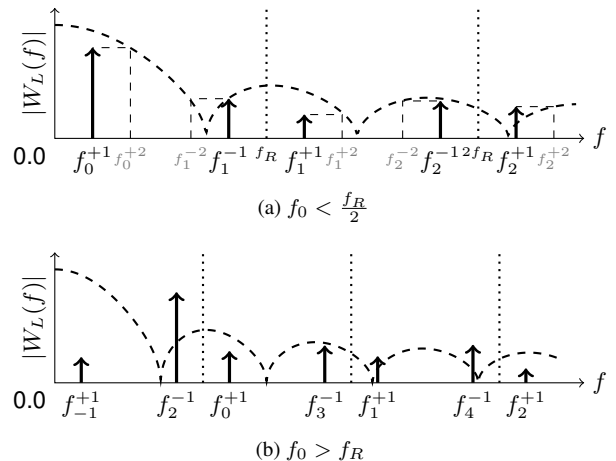 |W_L(f)|
0.0
f_0^{+1} f_0^{+2} f_1^{-2} f_1^{-1} f_R f_1^{+1} f_1^{+2} f_2^{-2} f_2^{-1} 2f_R f_2^{+1} f_2^{+2} f
(a) f_0 < \frac{f_R}{2}
|W_L(f)|
0.0
f_{-1}^{+1} f_2^{-1} f_0^{+1} f_3^{-1} f_1^{+1} f_4^{-1} f_2^{+1} f
(b) f_0 > f_R